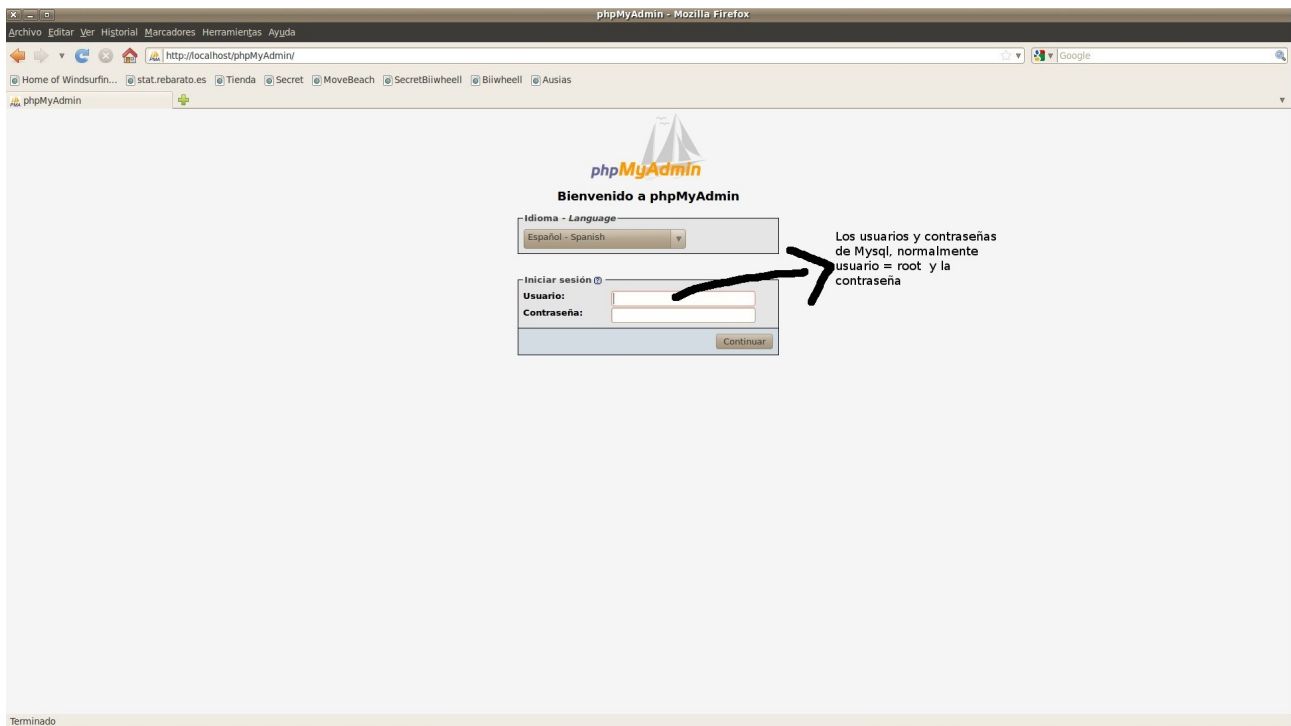 phpMyAdmin - Mozilla Firefox
Archivo Editar Ver Historial Marcadores Herramientas Ayuda
http://localhost/phpMyAdmin/
Google
Home of Windsurfin... stat.rebarato.es Tienda Secret MoveBeach SecretBiiwheell Biiwheell Ausias
phpMyAdmin
phpMyAdmin
Bienvenido a phpMyAdmin
Idioma - Language
Español - Spanish
Iniciar sesión
Usuario:
Contraseña:
Continuar
Los usuarios y contraseñas
de Mysql, normalmente
usuario = root y la
contraseña
Terminado